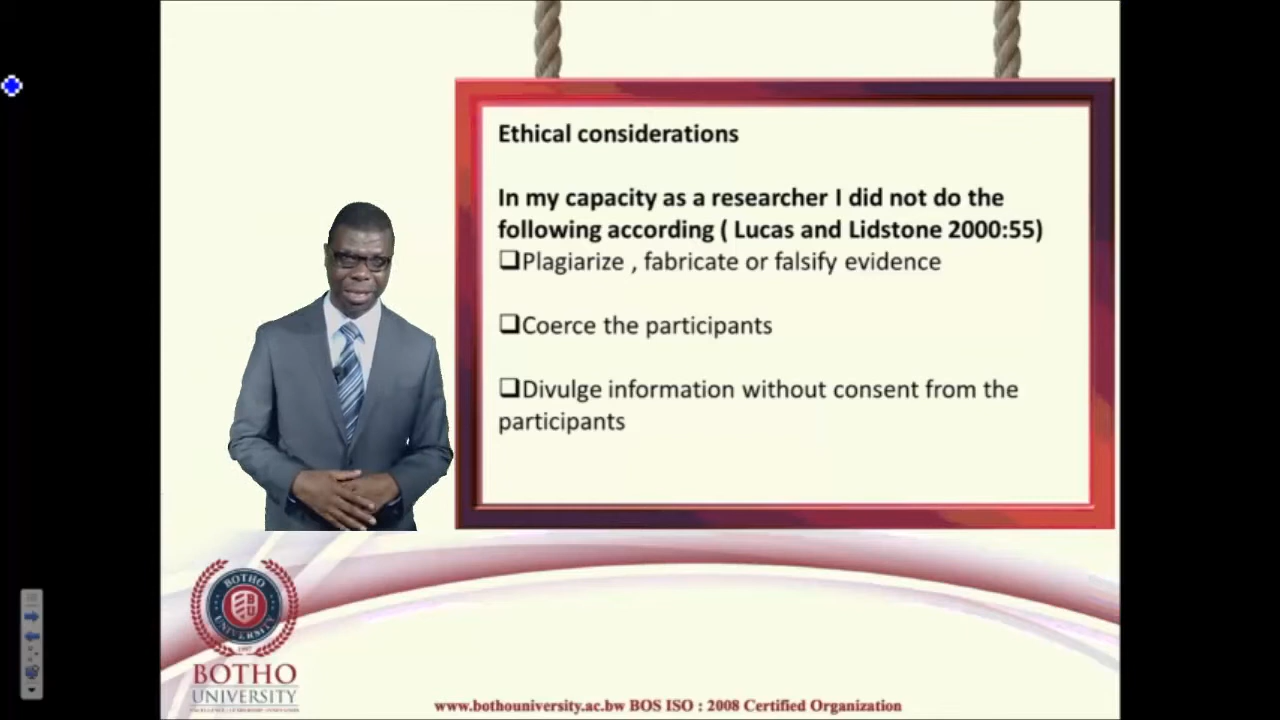 Ethical considerations
In my capacity as a researcher I did not do the
following according ( Lucas and Lidstone 2000:55)
❑Plagiarize , fabricate or falsify evidence
❑Coerce the participants
❑Divulge information without consent from the
participants
BOTHO
UNIVERSITY
BOTHO
UNIVERSITY
www.bothouniversity.ac.bw BOS ISO : 2008 Certified Organization